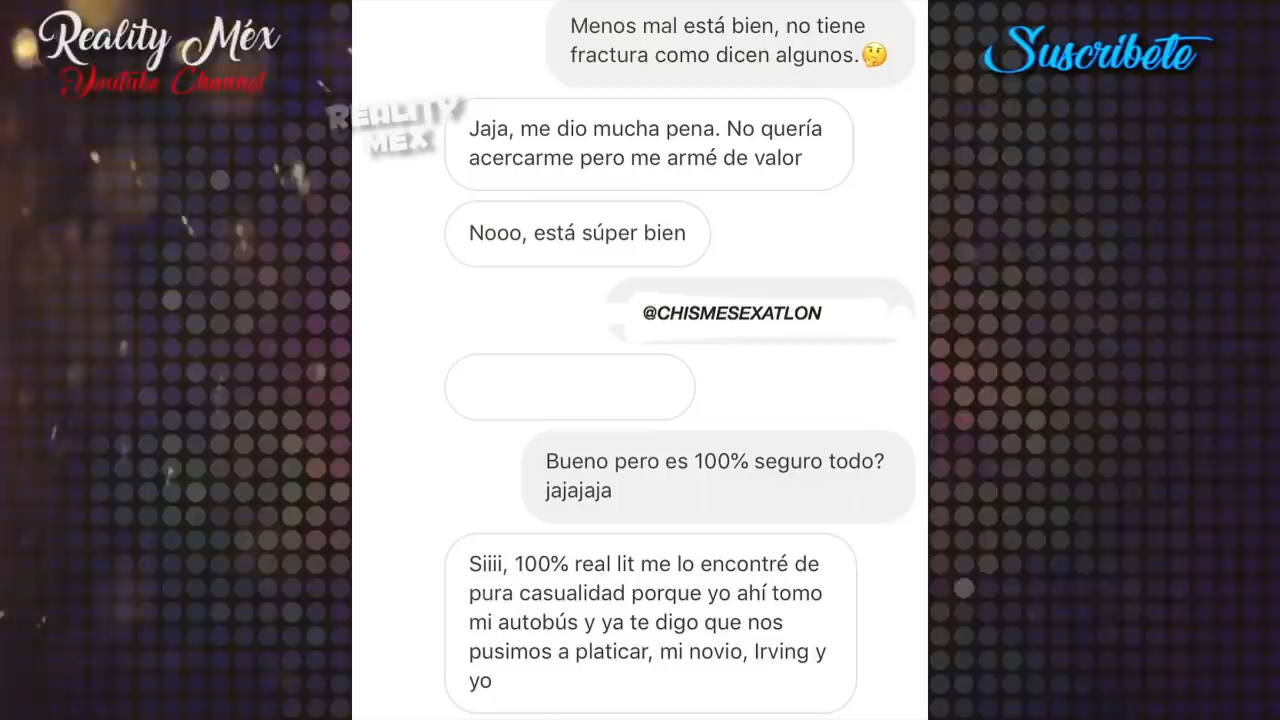 Reality Méx
Youtube Channel
Suscribete
REALITY
MEX
Menos mal está bien, no tiene
fractura como dicen algunos.🤔
Jaja, me dio mucha pena. No quería
acercarme pero me armé de valor
Nooo, está súper bien
@CHISMESEXATLON
Bueno pero es 100% seguro todo?
jajajaja
Siiii, 100% real lit me lo encontré de
pura casualidad porque yo ahí tomo
mi autobús y ya te digo que nos
pusimos a platicar, mi novio, Irving y
yo